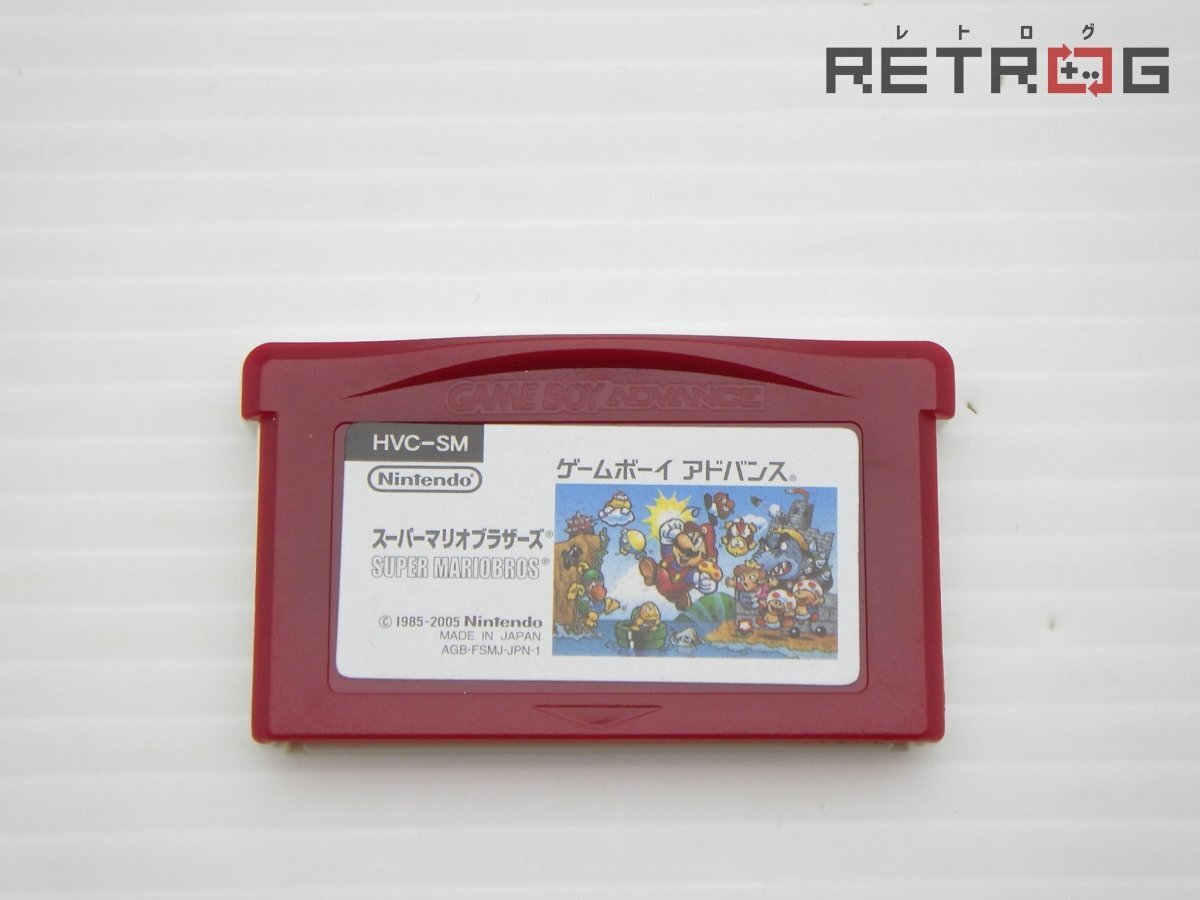 レトログ
RETROG
GAME BOY ADVANCE
HVC-SM
Nintendo
ゲームボーイ アドバンス®
スーパーマリオブラザーズ®
SUPER MARIOBROS®
© 1985-2005 Nintendo
MADE IN JAPAN
AGB-FSMJ-JPN-1